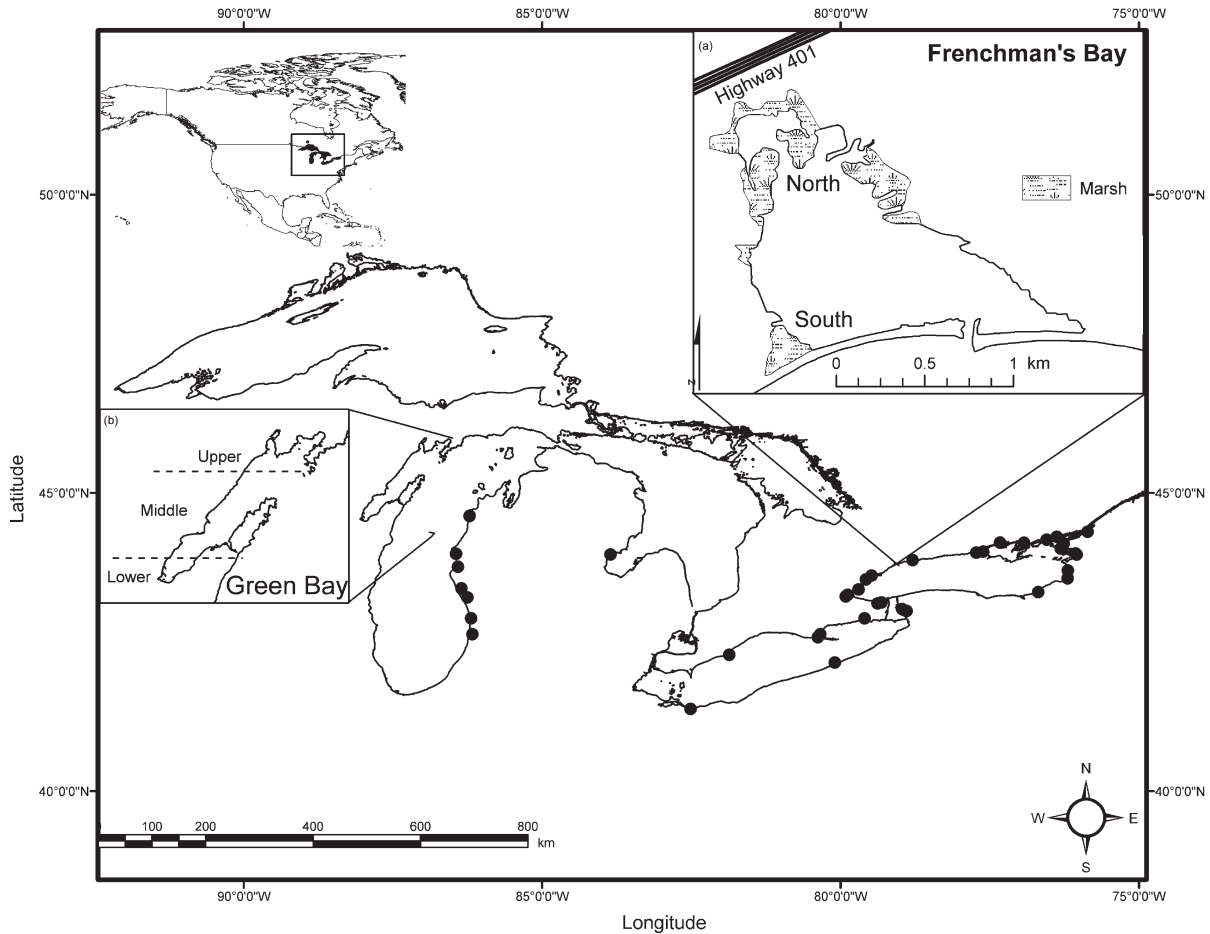 90°0'0"W
85°0'0"W
80°0'0"W
75°0'0"W
(a)
Frenchman's Bay
Highway 401
North
Marsh
South
0
0.5
1 km
N
50°0'0"N
50°0'0"N
(b)
Upper
Middle
Lower
Green Bay
Latitude
45°0'0"N
45°0'0"N
40°0'0"N
40°0'0"N
100
200
400
600
800
km
N
W
E
S
90°0'0"W
85°0'0"W
80°0'0"W
75°0'0"W
Longitude